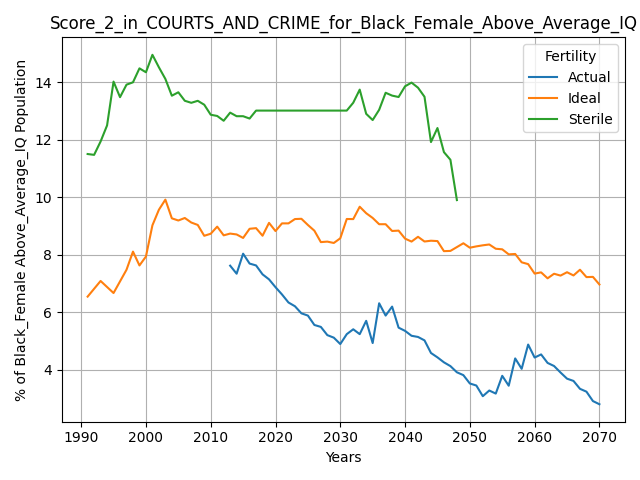 Score_2_in_COURTS_AND_CRIME_for_Black_Female_Above_Average_IQ
% of Black_Female Above_Average_IQ Population
14
12
10
8
6
4
Fertility
Actual
Ideal
Sterile
1990 2000 2010 2020 2030 2040 2050 2060 2070
Years